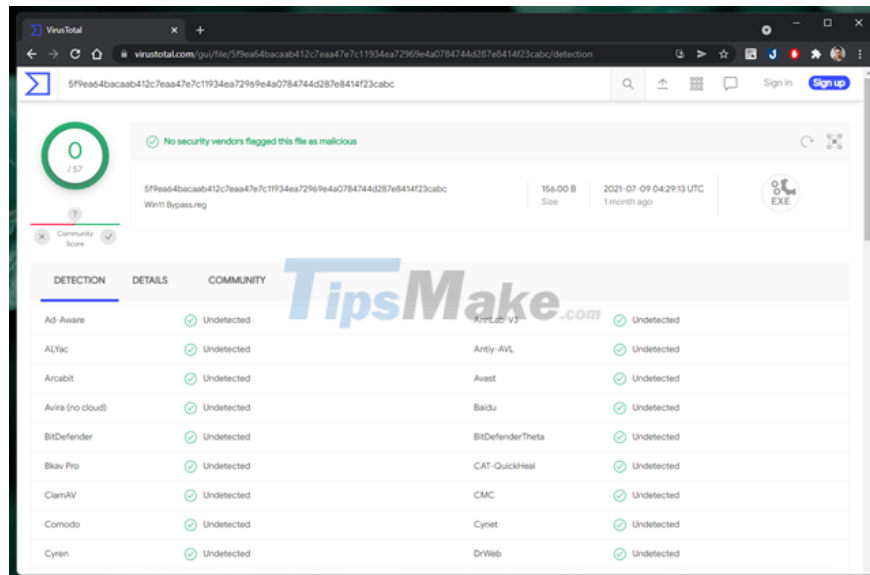 VirusTotal
virustotal.com/gui/file/5f9ea64bacaab412c7eaa47e7c11934ea72969e4a0784744d287e8414f23cabc/detection
5f9ea64bacaab412c7eaa47e7c11934ea72969e4a0784744d287e8414f23cabc
Sign in
Sign up
0
/ 57
No security vendors flagged this file as malicious
5f9ea64bacaab412c7eaa47e7c11934ea72969e4a0784744d287e8414f23cabc
Win11 Bypass.reg
156.00 B
Size
2021-07-09 04:29:13 UTC
1 month ago
EXE
?
Community
Score
DETECTION DETAILS COMMUNITY
TipsMake.com
Ad-Aware Undetected AhnLab-V3 Undetected
ALYac Undetected Antiy-AVL Undetected
Arcabit Undetected Avast Undetected
Avira (no cloud) Undetected Baidu Undetected
BitDefender Undetected BitDefenderTheta Undetected
Bkav Pro Undetected CAT-QuickHeal Undetected
ClamAV Undetected CMC Undetected
Comodo Undetected Cynet Undetected
Cyren Undetected DrWeb Undetected